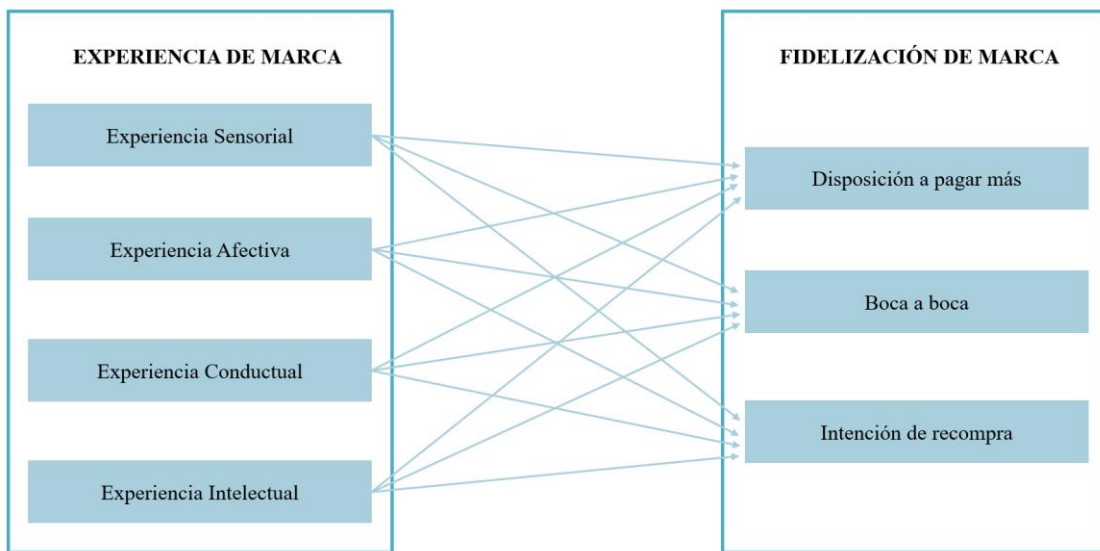 EXPERIENCIA DE MARCA
Experiencia Sensorial
Experiencia Afectiva
Experiencia Conductual
Experiencia Intelectual
FIDELIZACIÓN DE MARCA
Disposición a pagar más
Boca a boca
Intención de recompra